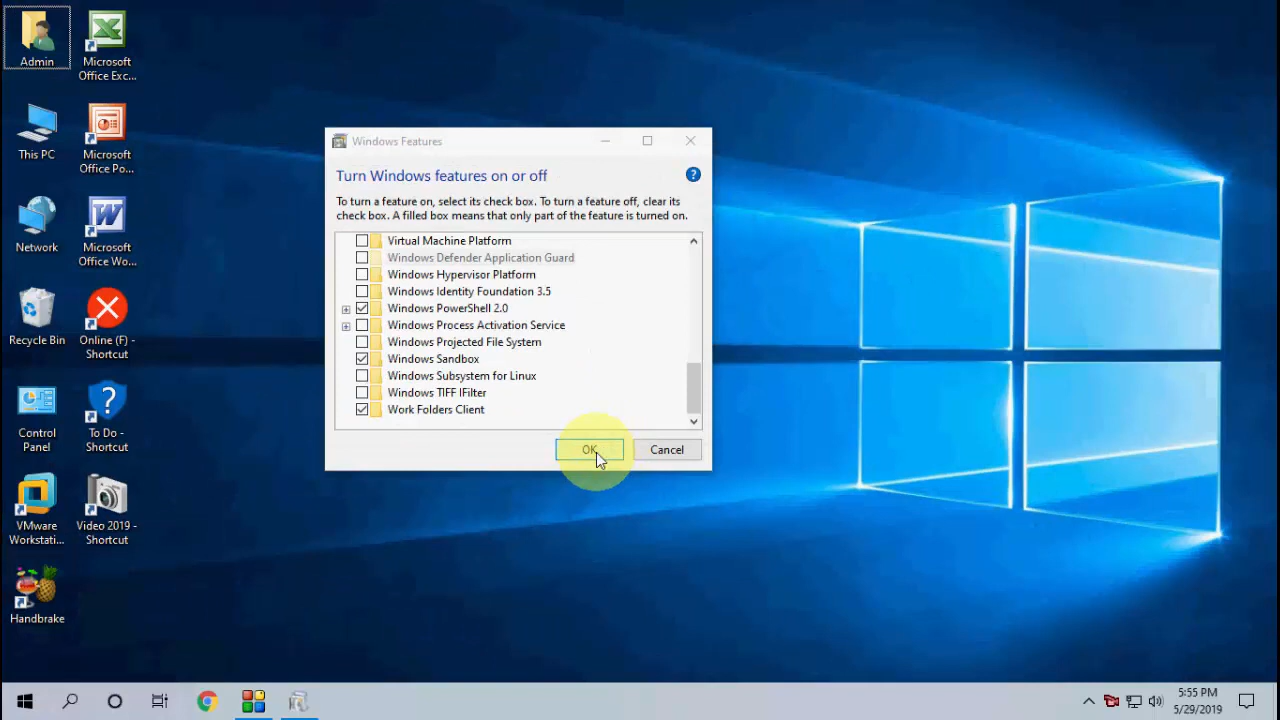 Admin
Microsoft
Office Exc...
This PC
Microsoft
Office Po...
Network
Microsoft
Office Wo...
Recycle Bin
Online (F) -
Shortcut
Control
Panel
To Do -
Shortcut
VMware
Workstati...
Video 2019 -
Shortcut
Handbrake
Windows Features
Turn Windows features on or off
To turn a feature on, select its check box. To turn a feature off, clear its
check box. A filled box means that only part of the feature is turned on.
Virtual Machine Platform
Windows Defender Application Guard
Windows Hypervisor Platform
Windows Identity Foundation 3.5
Windows PowerShell 2.0
Windows Process Activation Service
Windows Projected File System
Windows Sandbox
Windows Subsystem for Linux
Windows TIFF IFilter
Work Folders Client
OK
Cancel
5:55 PM
5/29/2019